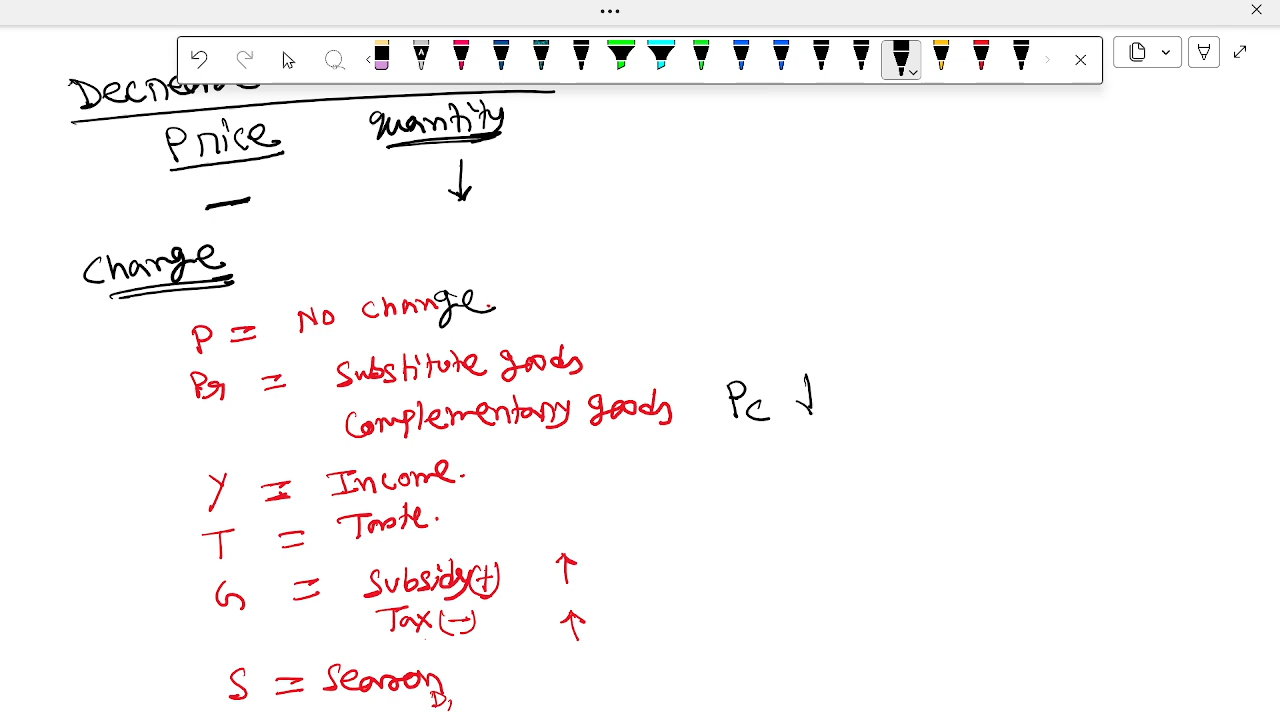 Decrease
Price quantity
— ↓
Change
P = No change.
Pr = Substitute goods
Complementary goods Pc ↓
Y = Income.
T = Taste.
G = Subsidy(+) ↑
Tax(-) ↑
S = Season
D,